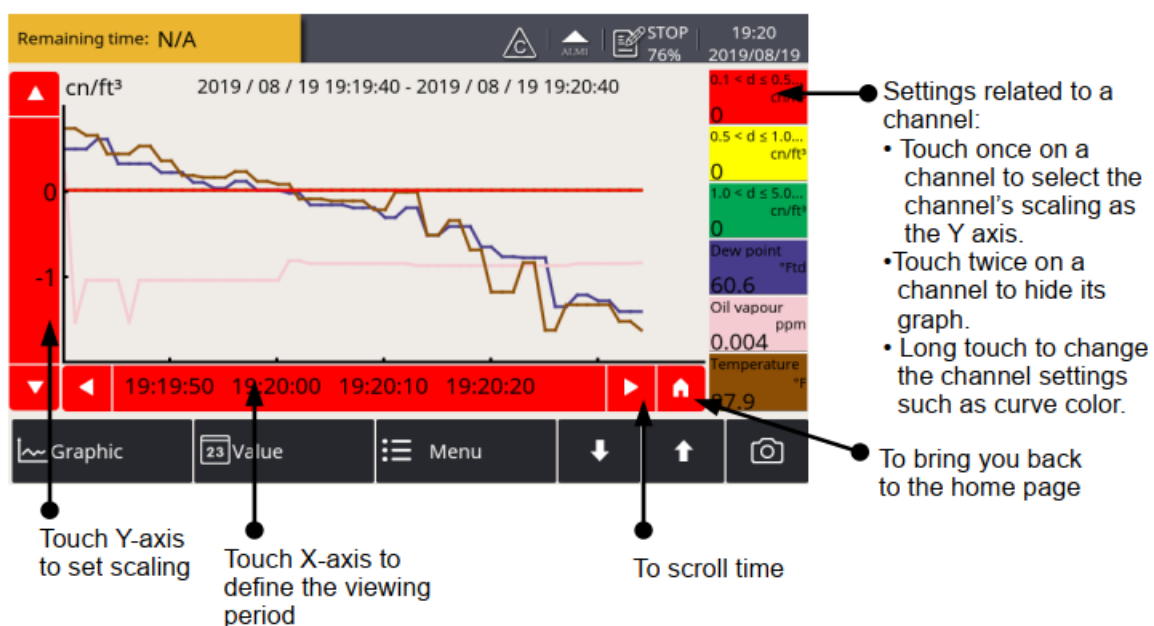 Remaining time: N/A
ALMI
STOP
76%
19:20
2019/08/19
cn/ft³
2019 / 08 / 19 19:19:40 - 2019 / 08 / 19 19:20:40
0
-1
0.1 < d ≤ 0.5...
0
0.5 < d ≤ 1.0...
cn/ft³
0
1.0 < d ≤ 5.0...
cn/ft³
0
Dew point
°Ftd
60.6
Oil vapour
ppm
0.004
Temperature
°F
19:19:50 19:20:00 19:20:10 19:20:20
23
Graphic
Value
Menu
Settings related to a
channel:
• Touch once on a
channel to select the
channel's scaling as
the Y axis.
•Touch twice on a
channel to hide its
graph.
• Long touch to change
the channel settings
such as curve color.
To bring you back
to the home page
Touch Y-axis
to set scaling
Touch X-axis to
define the viewing
period
To scroll time